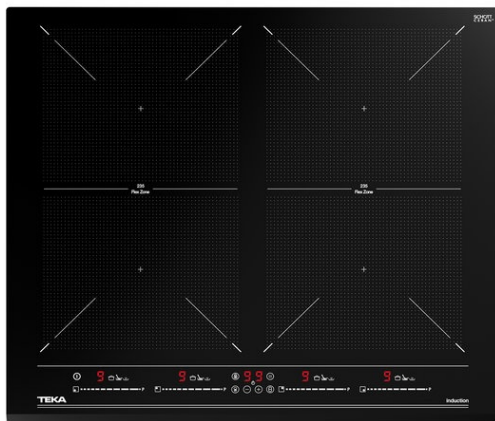 SCHOTT
CERAN
Flex Zone
Flex Zone
9 9 99 9 9
P P P P
TEKA
induction